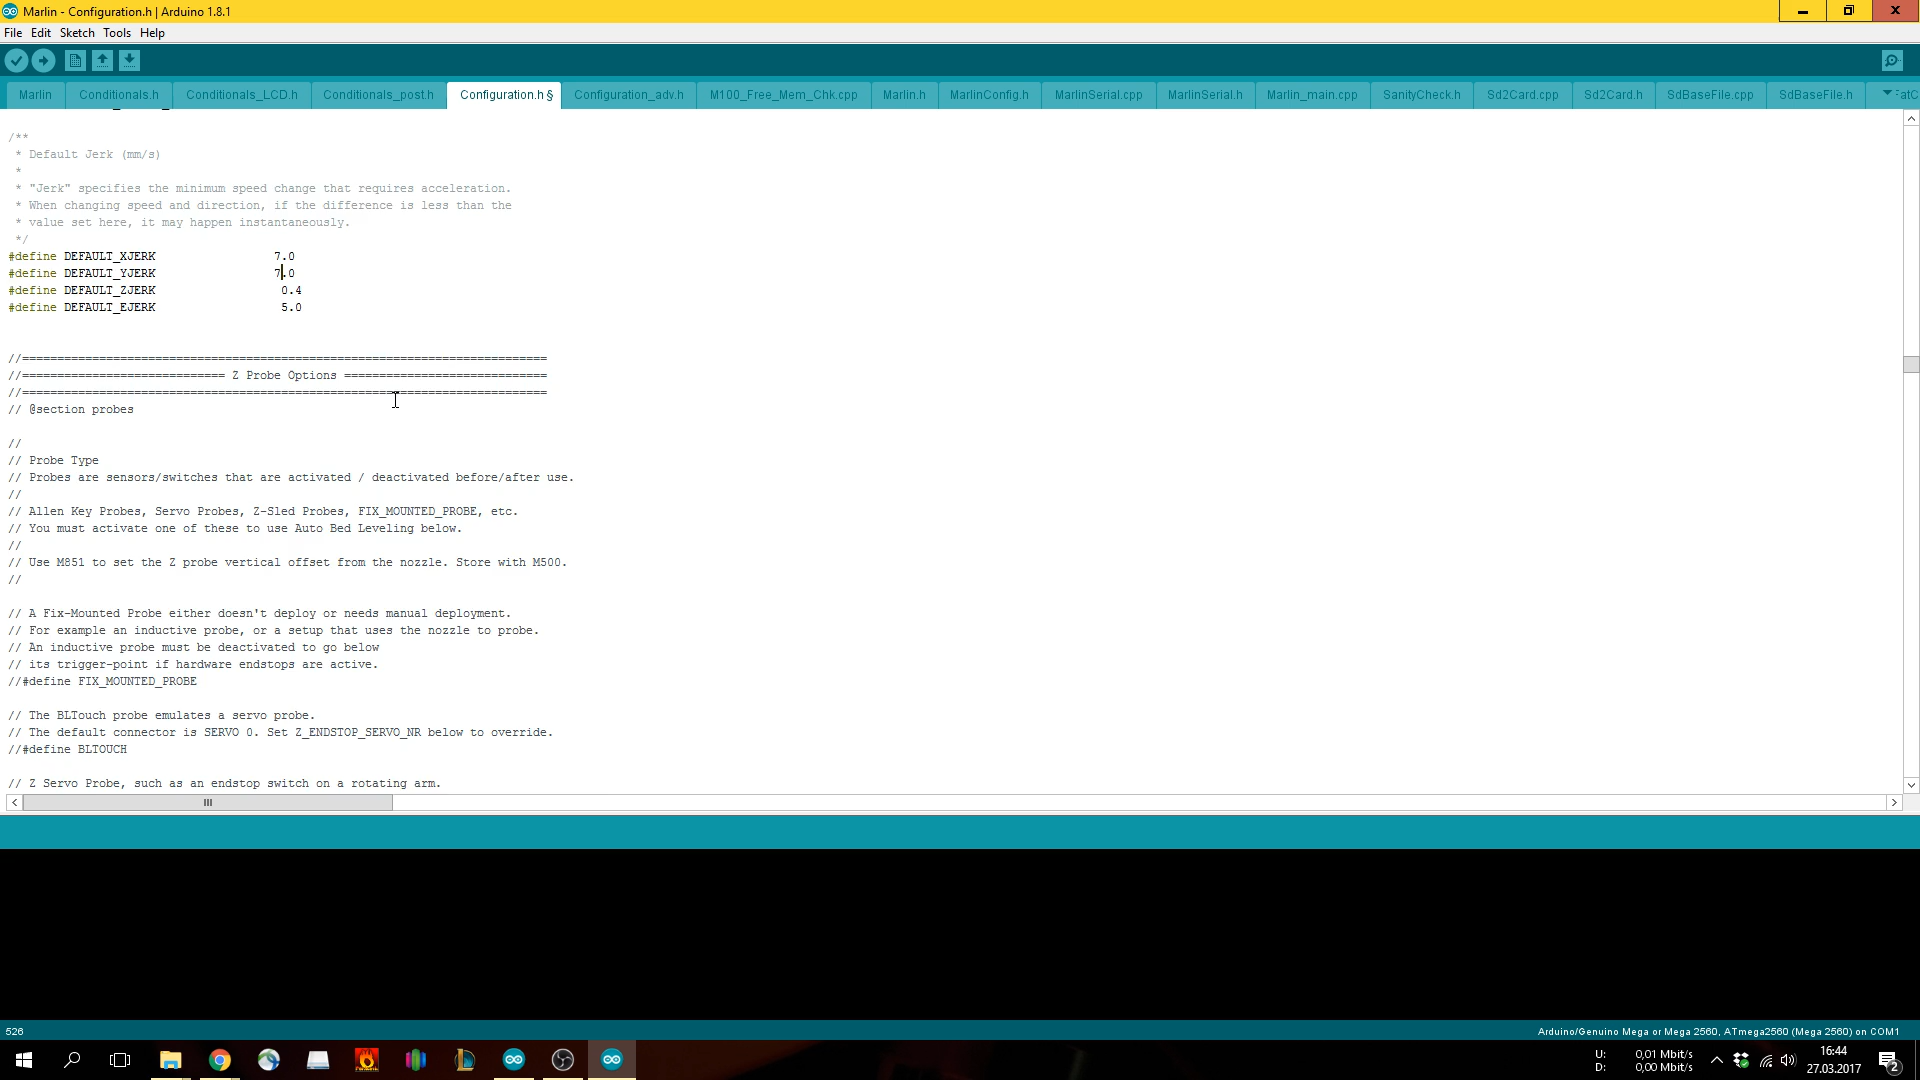 Marlin - Configuration.h | Arduino 1.8.1
File Edit Sketch Tools Help
Marlin Conditionals.h Conditionals_LCD.h Conditionals_post.h Configuration.h § Configuration_adv.h M100_Free_Mem_Chk.cpp Marlin.h MarlinConfig.h MarlinSerial.cpp MarlinSerial.h Marlin_main.cpp SanityCheck.h Sd2Card.cpp Sd2Card.h SdBaseFile.cpp SdBaseFile.h FatC
/**
* Default Jerk (mm/s)
*
* "Jerk" specifies the minimum speed change that requires acceleration.
* When changing speed and direction, if the difference is less than the
* value set here, it may happen instantaneously.
*/
#define DEFAULT_XJERK 7.0
#define DEFAULT_YJERK 7.0
#define DEFAULT_ZJERK 0.4
#define DEFAULT_EJERK 5.0
//===========================================================================
//============================= Z Probe Options =============================
//===========================================================================
// @section probes
//
// Probe Type
// Probes are sensors/switches that are activated / deactivated before/after use.
//
// Allen Key Probes, Servo Probes, Z-Sled Probes, FIX_MOUNTED_PROBE, etc.
// You must activate one of these to use Auto Bed Leveling below.
//
// Use M851 to set the Z probe vertical offset from the nozzle. Store with M500.
//
// A Fix-Mounted Probe either doesn't deploy or needs manual deployment.
// For example an inductive probe, or a setup that uses the nozzle to probe.
// An inductive probe must be deactivated to go below
// its trigger-point if hardware endstops are active.
//#define FIX_MOUNTED_PROBE
// The BLTouch probe emulates a servo probe.
// The default connector is SERVO 0. Set Z_ENDSTOP_SERVO_NR below to override.
//#define BLTOUCH
// Z Servo Probe, such as an endstop switch on a rotating arm.
526 Arduino/Genuino Mega or Mega 2560, ATmega2560 (Mega 2560) on COM1
U: 0,01 Mbit/s
D: 0,00 Mbit/s
16:44
27.03.2017
2